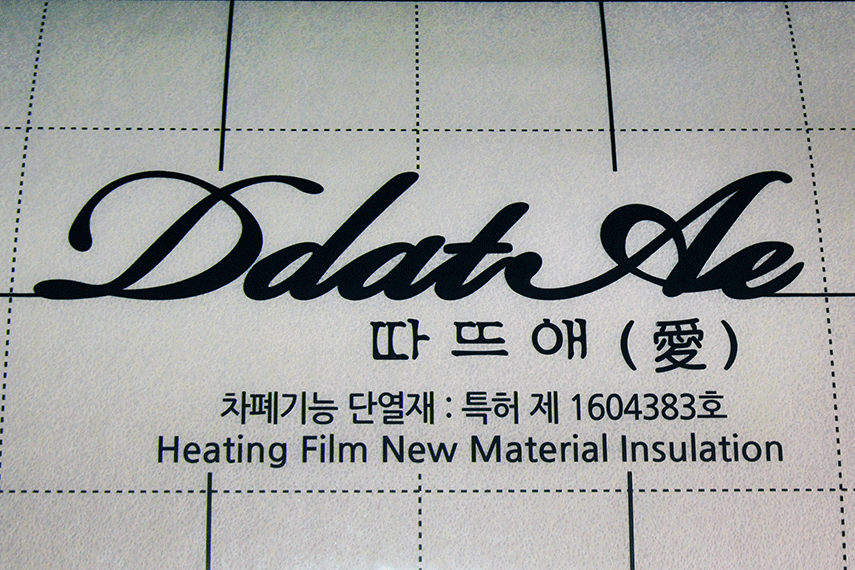 Ddat Ae
따 뜨 애 (愛)
차폐기능 단열재 : 특허 제 1604383호
Heating Film New Material Insulation